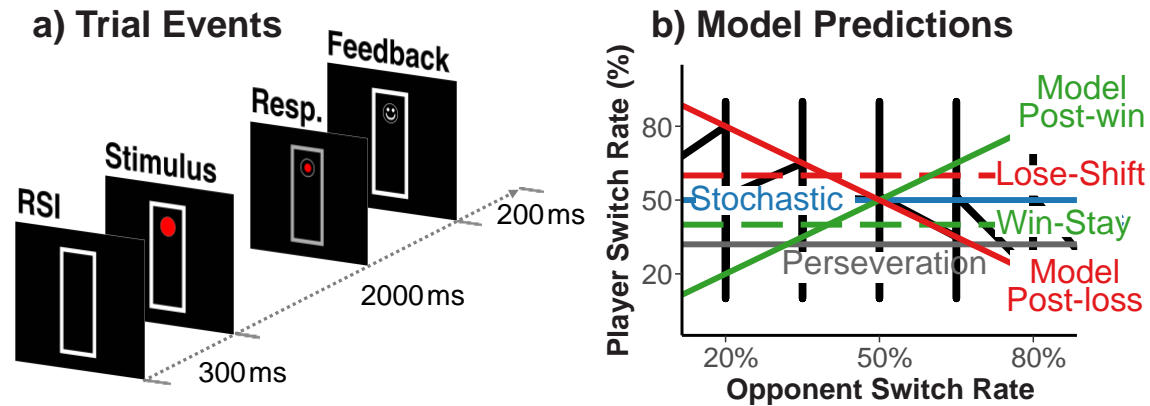 a) Trial Events
Feedback
Resp.
Stimulus
RSI
200 ms
2000 ms
300 ms
b) Model Predictions
Player Switch Rate (%)
80
50
20
Model
Post-win
Lose-Shift
Stochastic
Win-Stay
Perseveration
Model
Post-loss
20%
50%
80%
Opponent Switch Rate